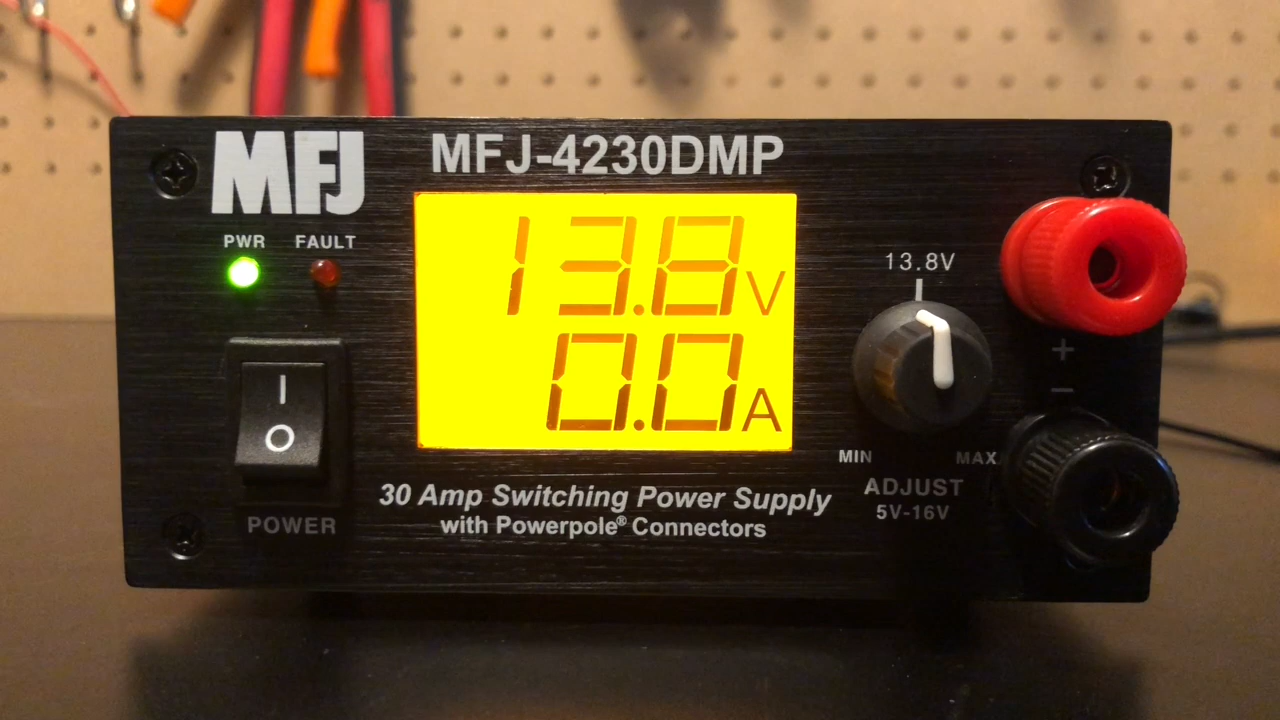 MFJ
MFJ-4230DMP
PWR FAULT
13.8V
0.0A
13.8V
+
−
I
O
POWER
MIN MAX
ADJUST
5V-16V
30 Amp Switching Power Supply
with Powerpole® Connectors